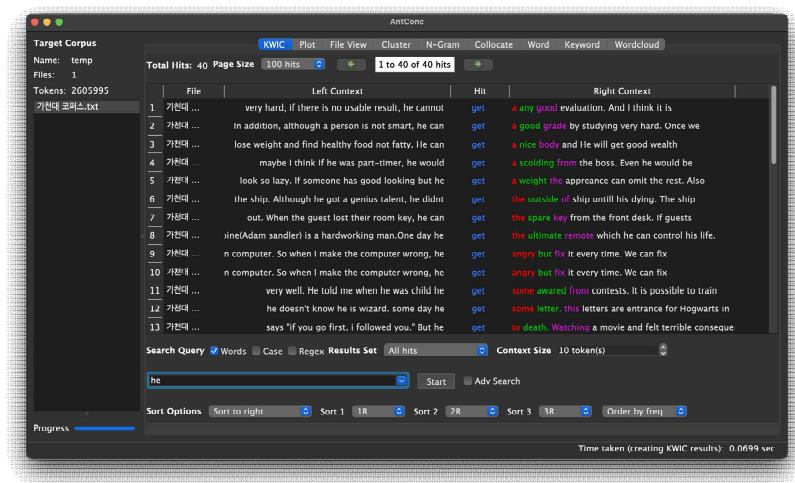 AntConc
Target Corpus
Name: temp
Files: 1
Tokens: 2605995
가천대 코퍼스.txt
Progress
KWIC Plot File View Cluster N-Gram Collocate Word Keyword Wordcloud
Total Hits: 40 Page Size 100 hits 1 to 40 of 40 hits
File Left Context Hit Right Context
1 가천대 ... very hard, if there is no usable result, he cannot get a any good evaluation. And I think it is
2 가천대 ... In addition, although a person is not smart, he can get a good grade by studying very hard. Once we
3 가천대 ... lose weight and find healthy food not fatty. He can get a nice body and He will get good wealth
4 가천대 ... maybe I think If he was part-timer, he would get a scolding from the boss. Even he would be
5 가천대 ... look so lazy. If someone has good looking but he get a weight the apprearce can omit the rest. Also
6 가천대 ... the ship. Although he got a genius talent, he didnt get the outside of ship untill his dying. The ship
7 가천대 ... out. When the guest lost their room key, he can get the spare key from the front desk. If guests
8 가천대 ... ine(Adam sandler) is a hardworking man.One day he get the ultimate remote which he can control his life.
9 가천대 ... n computer. So when I make the computer wrong, he get angry but fix it every time. We can fix
10 가천대 ... n computer. So when I make the computer wrong, he get angry but fix it every time. We can fix
11 가천대 ... very well. He told me when he was child he get some awared from contests. It is possible to train
12 가천대 ... he doesn't know he is wizard. some day he get some letter. this letters are entrance for Hogwarts in
13 가천대 ... says "if you go first, i followed you." But he get to death. Watching a movie and felt terrible conseque
Search Query Words Case Regex Results Set All hits Context Size 10 token(s)
he Start Adv Search
Sort Options Sort to right Sort 1 1R Sort 2 2R Sort 3 3R Order by freq
Time taken (creating KWIC results): 0.0699 sec